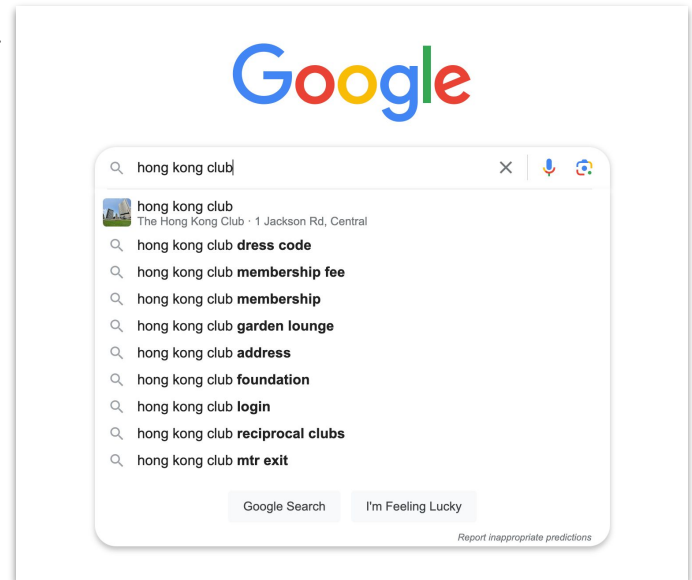 Google
hong kong club
hong kong club
The Hong Kong Club · 1 Jackson Rd, Central
hong kong club dress code
hong kong club membership fee
hong kong club membership
hong kong club garden lounge
hong kong club address
hong kong club foundation
hong kong club login
hong kong club reciprocal clubs
hong kong club mtr exit
Google Search I'm Feeling Lucky
Report inappropriate predictions